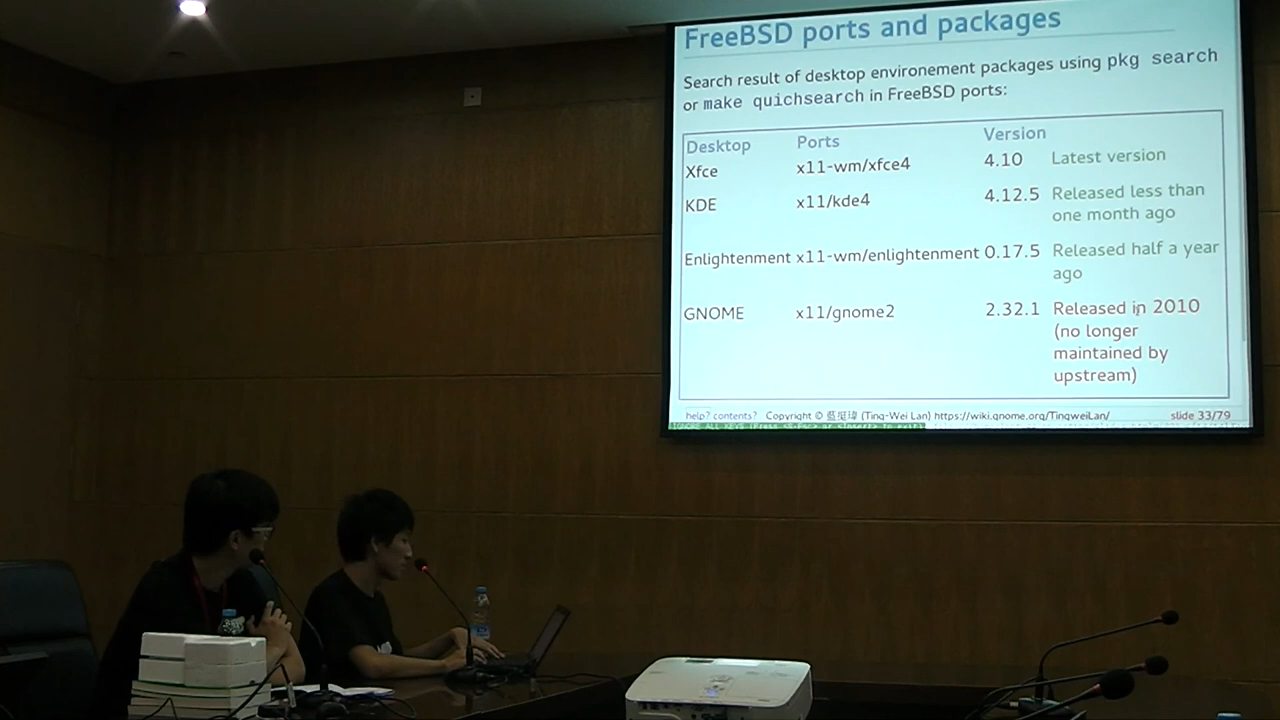 FreeBSD ports and packages
Search result of desktop environement packages using pkg search
or make quichsearch in FreeBSD ports:
Desktop Ports Version
Xfce x11-wm/xfce4 4.10 Latest version
KDE x11/kde4 4.12.5 Released less than
one month ago
Enlightenment x11-wm/enlightenment 0.17.5 Released half a year
ago
GNOME x11/gnome2 2.32.1 Released in 2010
(no longer
maintained by
upstream)
help? contents? Copyright © 藍挺瑋 (Ting-Wei Lan) https://wiki.gnome.org/TingweiLan/ slide 33/79